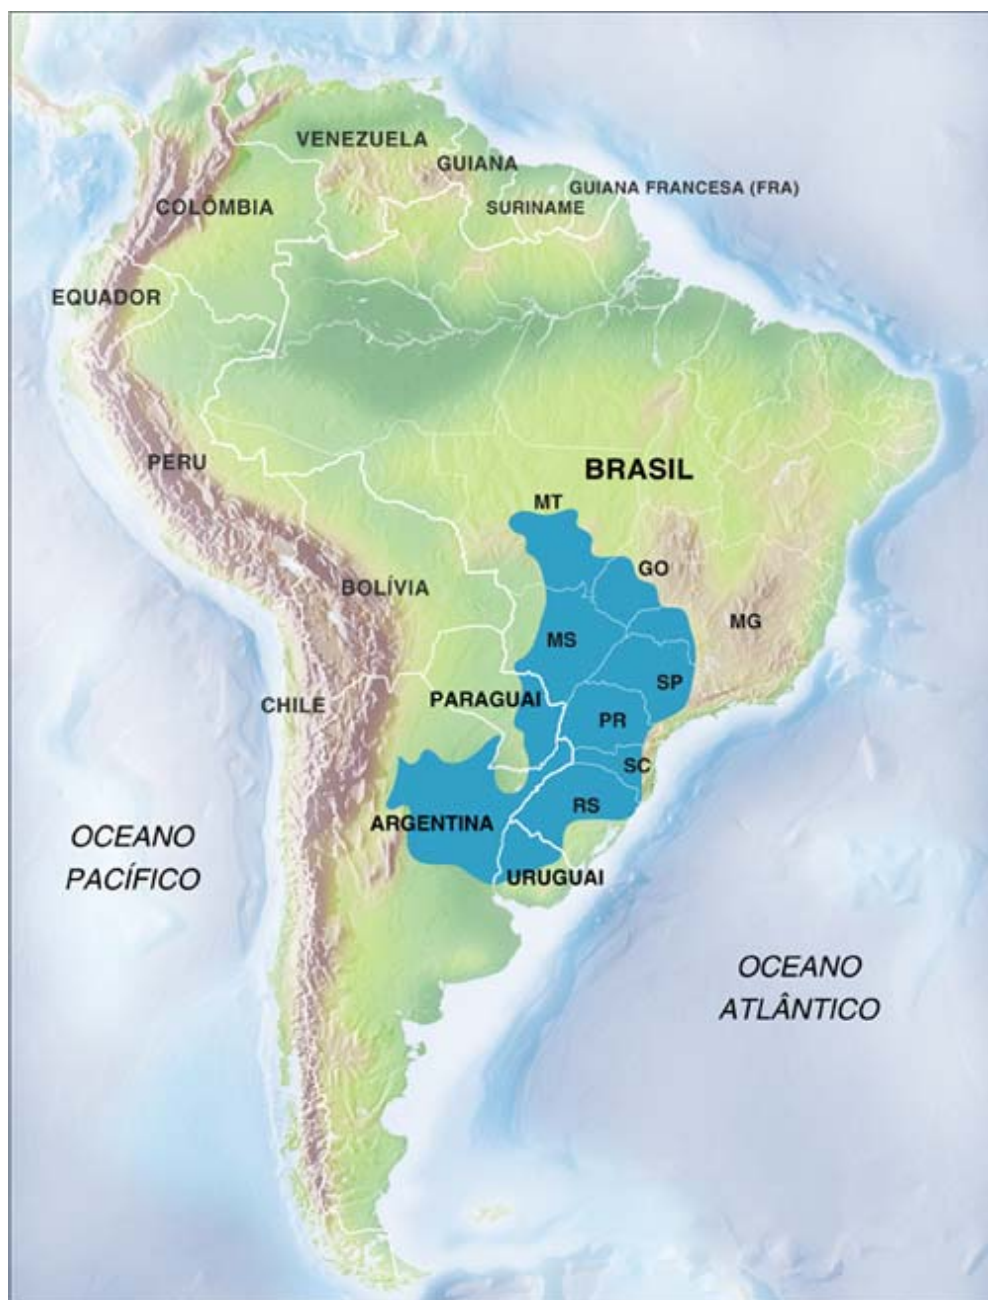 VENEZUELA
GUIANA
GUIANA FRANCESA (FRA)
SURINAME
COLÔMBIA
EQUADOR
PERU
BRASIL
MT
GO
BOLÍVIA
MG
MS
SP
PARAGUAI
CHILE
PR
SC
RS
ARGENTINA
OCEANO
PACÍFICO
URUGUAI
OCEANO
ATLÂNTICO